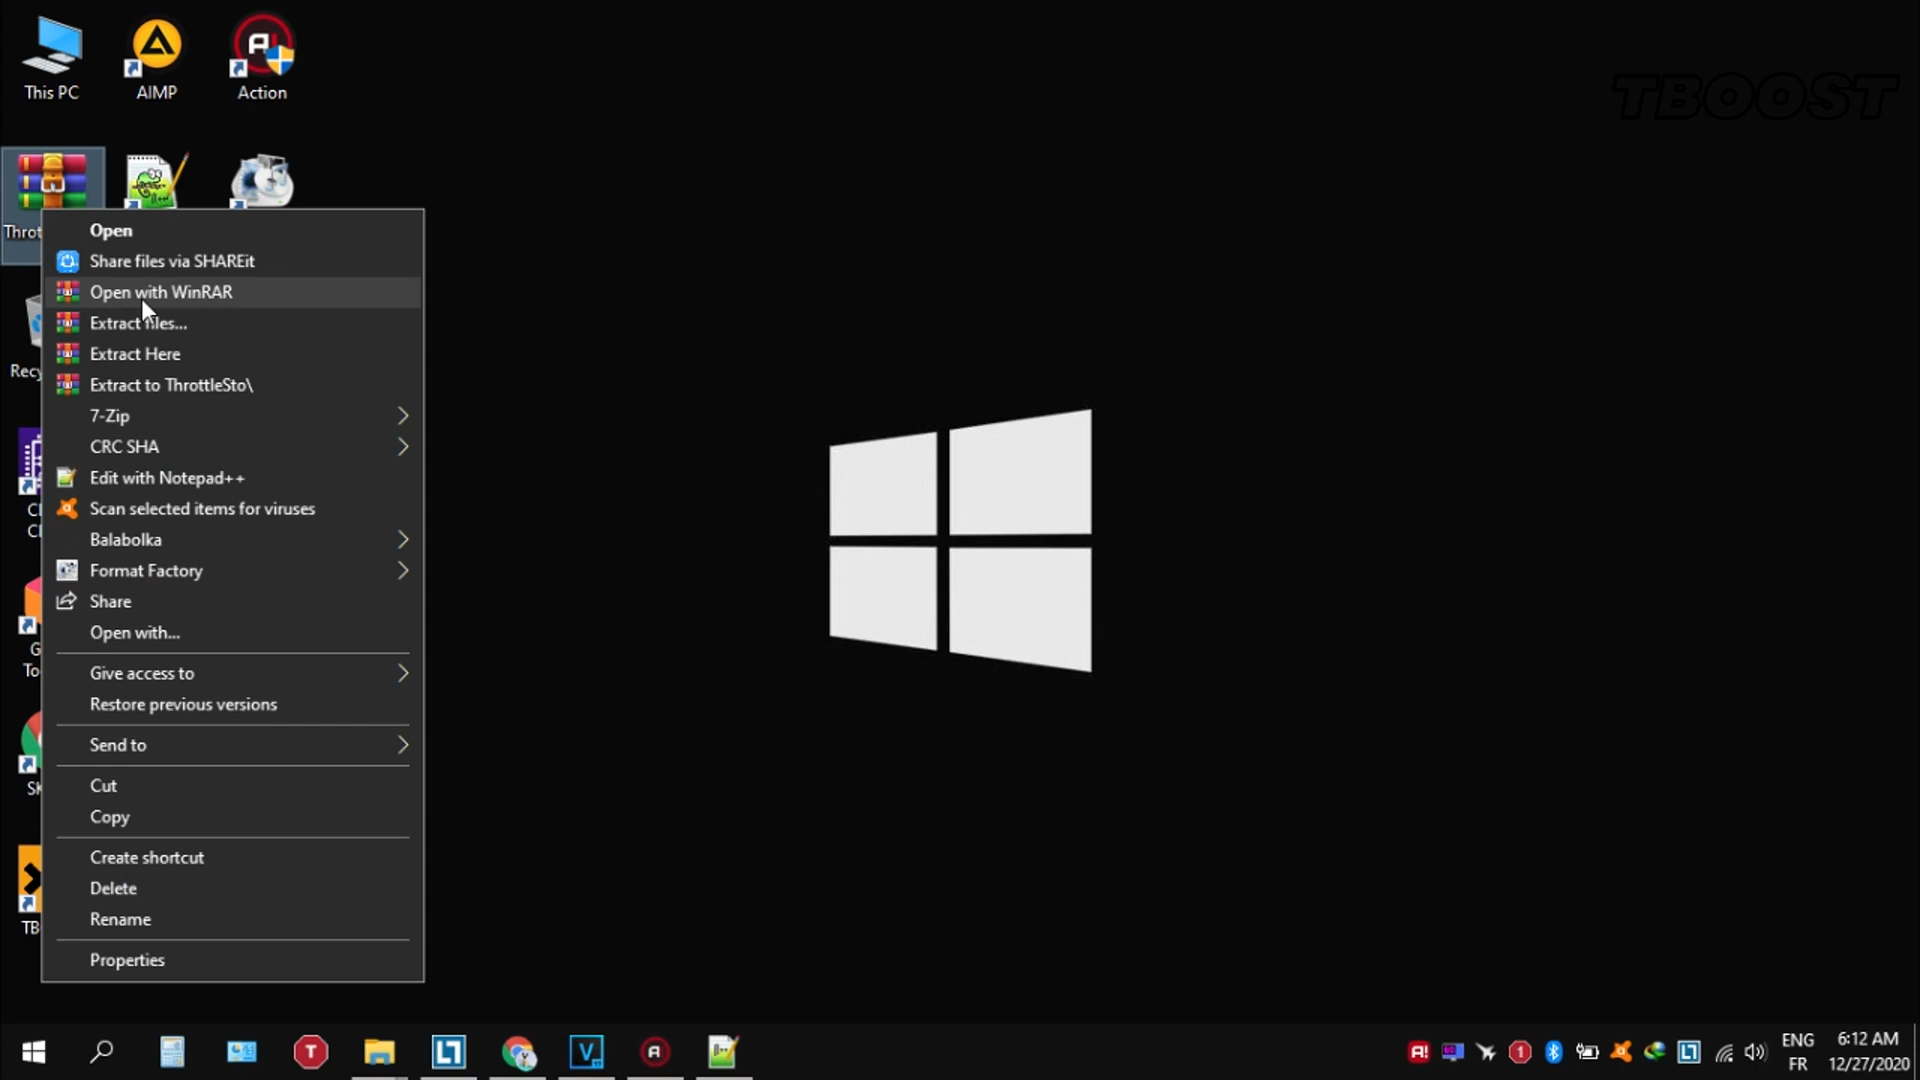 This PC
AIMP
Action
TBOOST
Throt
Open
Share files via SHAREit
Open with WinRAR
Extract files...
Extract Here
Extract to ThrottleSto\
7-Zip
CRC SHA
Edit with Notepad++
Scan selected items for viruses
Balabolka
Format Factory
Share
Open with...
Give access to
Restore previous versions
Send to
Cut
Copy
Create shortcut
Delete
Rename
Properties
Recy
To
TB
ENG
FR
6:12 AM
12/27/2020